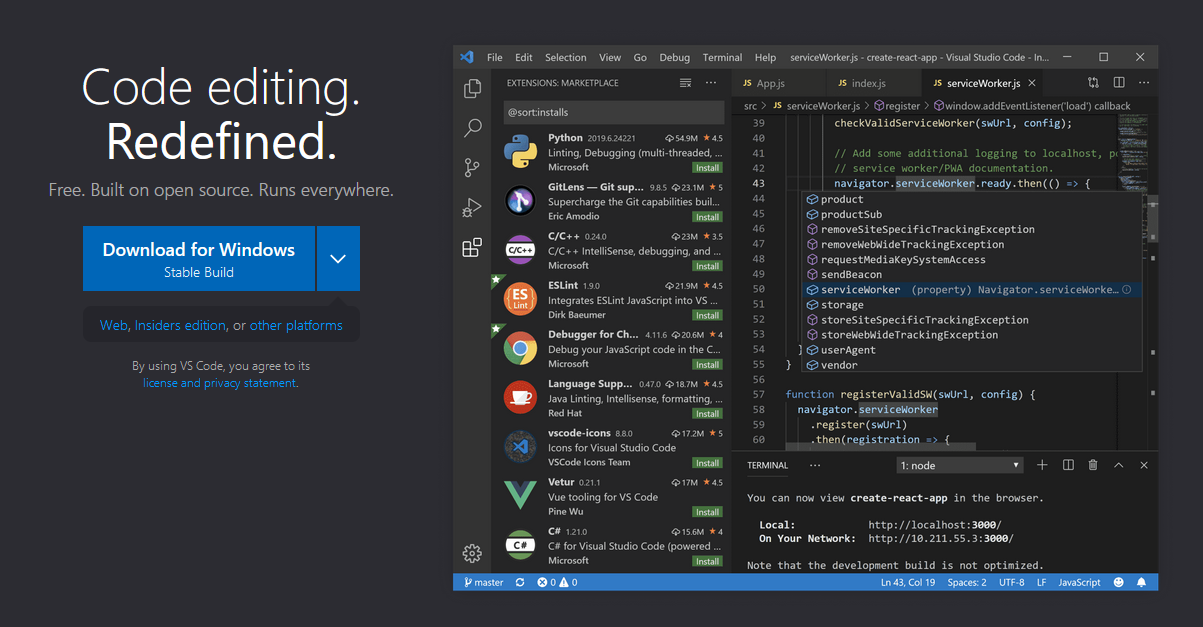 Code editing.
Redefined.
Free. Built on open source. Runs everywhere.
Download for Windows
Stable Build
Web, Insiders edition, or other platforms
By using VS Code, you agree to its
license and privacy statement.
File Edit Selection View Go Debug Terminal Help serviceWorker.js - create-react-app - Visual Studio Code - In...
EXTENSIONS: MARKETPLACE ...
@sort:installs
Python 2019.6.24221 54.9M ★ 4.5
Linting, Debugging (multi-threaded, ...
Microsoft Install
GitLens — Git sup... 9.8.5 23.1M ★ 5
Supercharge the Git capabilities buil...
Eric Amodio Install
C/C++
C/C++ 0.24.0 23M ★ 3.5
C/C++ IntelliSense, debugging, and ...
Microsoft Install
ES
Lint
ESLint 1.9.0 21.9M ★ 4.5
Integrates ESLint JavaScript into VS ...
Dirk Baeumer Install
Debugger for Ch... 4.11.6 20.6M ★ 4
Debug your JavaScript code in the C...
Microsoft Install
Language Supp... 0.47.0 18.7M ★ 4.5
Java Linting, Intellisense, formatting, ...
Red Hat Install
vscode-icons 8.8.0 17.2M ★ 5
Icons for Visual Studio Code
VSCode Icons Team Install
Vetur 0.21.1 17M ★ 4.5
Vue tooling for VS Code
Pine Wu Install
C#
C# 1.21.0 15.6M ★ 4
C# for Visual Studio Code (powered ...
Microsoft Install
JS App.js JS index.js JS serviceWorker.js ...
src > JS serviceWorker.js > register > window.addEventListener('load') callback
39 checkValidServiceWorker(swUrl, config);
40
41 // Add some additional logging to localhost, p
42 // service worker/PWA documentation.
43 navigator.serviceWorker.ready.then(() => {
44 product
45 productSub
46 removeSiteSpecificTrackingException
47 removeWebWideTrackingException
48 requestMediaKeySystemAccess
49 sendBeacon
50 serviceWorker (property) Navigator.serviceWorke...
51 storage
52 storeSiteSpecificTrackingException
53 storeWebWideTrackingException
54 } userAgent
55 } vendor
56
57 function registerValidSW(swUrl, config) {
58 navigator.serviceWorker
59 .register(swUrl)
60 .then(registration => {
TERMINAL ... 1: node
You can now view create-react-app in the browser.
Local: http://localhost:3000/
On Your Network: http://10.211.55.3:3000/
Note that the development build is not optimized.
master 0 0 Ln 43, Col 19 Spaces: 2 UTF-8 LF JavaScript